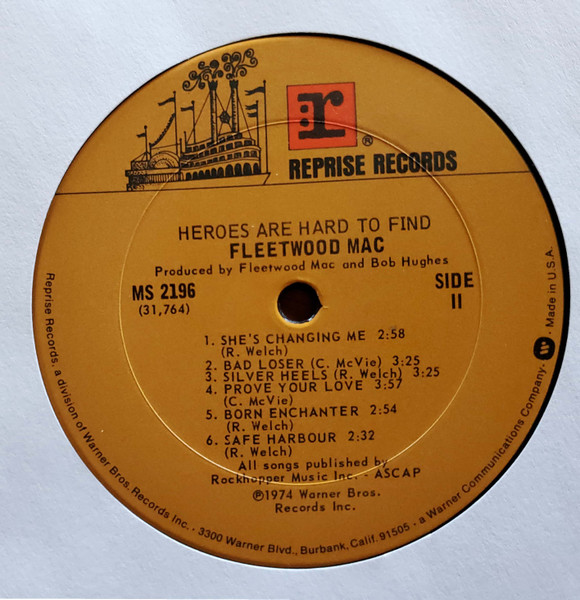 r®
REPRISE RECORDS
HEROES ARE HARD TO FIND
FLEETWOOD MAC
Produced by Fleetwood Mac and Bob Hughes
MS 2196
(31,764)
SIDE
II
1. SHE'S CHANGING ME 2:58
(R. Welch)
2. BAD LOSER (C. McVie) 3:25
3. SILVER HEELS (R. Welch) 3:25
4. PROVE YOUR LOVE 3:57
(C. McVie)
5. BORN ENCHANTER 2:54
(R. Welch)
6. SAFE HARBOUR 2:32
(R. Welch)
All songs published by
Rockhopper Music Inc. - ASCAP
℗1974 Warner Bros.
Records Inc.
Reprise Records, a division of Warner Bros. Records Inc. · 3300 Warner Blvd., Burbank, Calif. 91505 · a Warner Communications Company · W · Made in U.S.A.